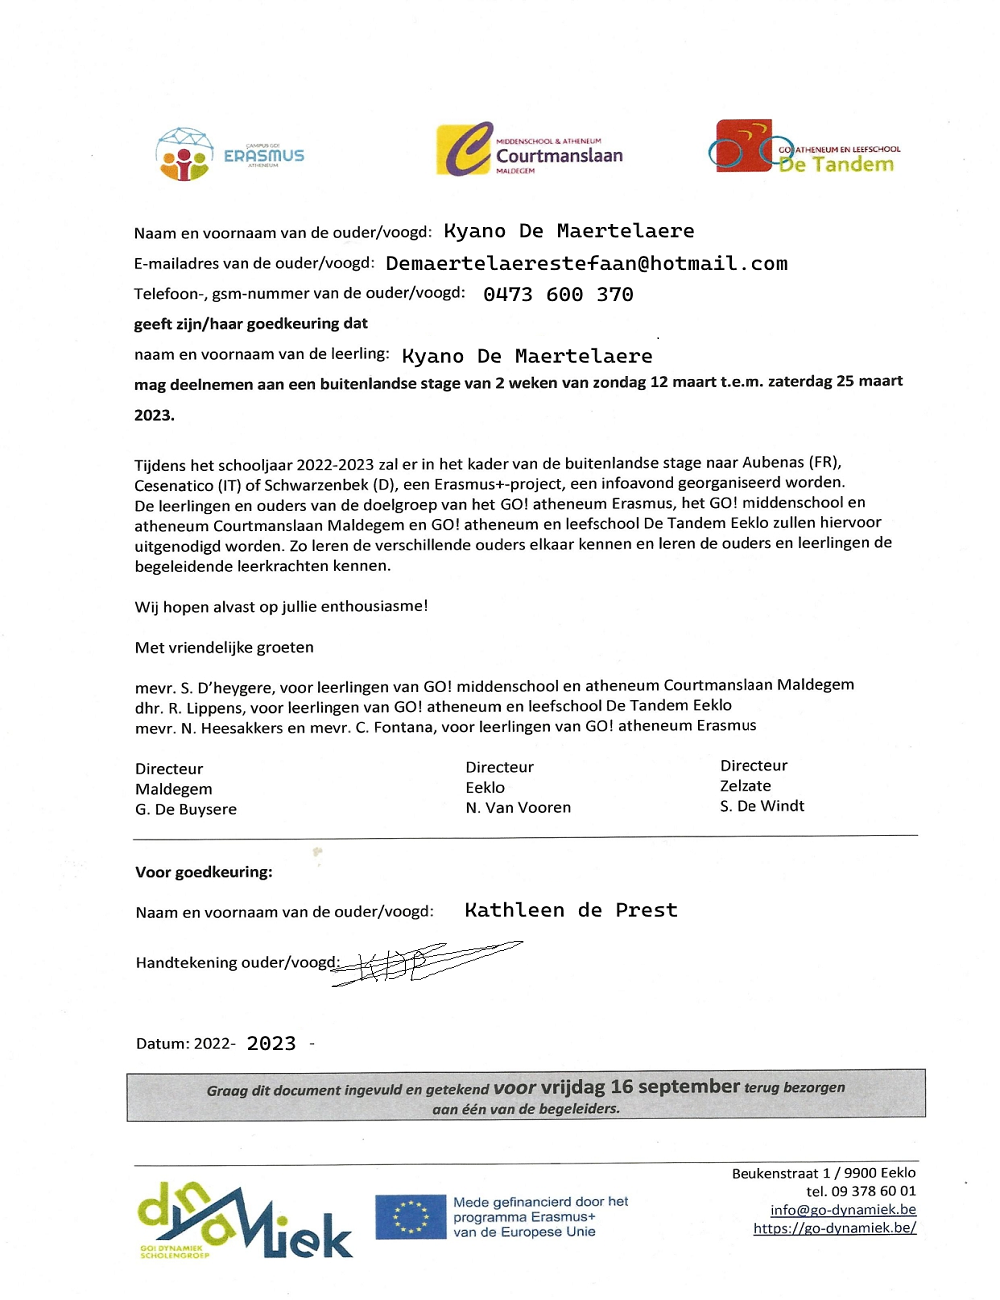 CAMPUS GO!
ERASMUS
ATHENEUM
MIDDENSCHOOL & ATHENEUM
Courtmanslaan
MALDEGEM
GO! ATHENEUM EN LEEFSCHOOL
De Tandem
Naam en voornaam van de ouder/voogd: Kyano De Maertelaere
E-mailadres van de ouder/voogd: Demaertelaerestefaan@hotmail.com
Telefoon-, gsm-nummer van de ouder/voogd: 0473 600 370
geeft zijn/haar goedkeuring dat
naam en voornaam van de leerling: Kyano De Maertelaere
mag deelnemen aan een buitenlandse stage van 2 weken van zondag 12 maart t.e.m. zaterdag 25 maart
2023.
Tijdens het schooljaar 2022-2023 zal er in het kader van de buitenlandse stage naar Aubenas (FR),
Cesenatico (IT) of Schwarzenbek (D), een Erasmus+-project, een infoavond georganiseerd worden.
De leerlingen en ouders van de doelgroep van het GO! atheneum Erasmus, het GO! middenschool en
atheneum Courtmanslaan Maldegem en GO! atheneum en leefschool De Tandem Eeklo zullen hiervoor
uitgenodigd worden. Zo leren de verschillende ouders elkaar kennen en leren de ouders en leerlingen de
begeleidende leerkrachten kennen.
Wij hopen alvast op jullie enthousiasme!
Met vriendelijke groeten
mevr. S. D'heygere, voor leerlingen van GO! middenschool en atheneum Courtmanslaan Maldegem
dhr. R. Lippens, voor leerlingen van GO! atheneum en leefschool De Tandem Eeklo
mevr. N. Heesakkers en mevr. C. Fontana, voor leerlingen van GO! atheneum Erasmus
Directeur Directeur Directeur
Maldegem Eeklo Zelzate
G. De Buysere N. Van Vooren S. De Windt
Voor goedkeuring:
Naam en voornaam van de ouder/voogd: Kathleen de Prest
Handtekening ouder/voogd: KDP
Datum: 2022- 2023 -
Graag dit document ingevuld en getekend voor vrijdag 16 september terug bezorgen
aan één van de begeleiders.
dynaMiek
GO! DYNAMIEK
SCHOLENGROEP
Mede gefinancierd door het
programma Erasmus+
van de Europese Unie
Beukenstraat 1 / 9900 Eeklo
tel. 09 378 60 01
info@go-dynamiek.be
https://go-dynamiek.be/